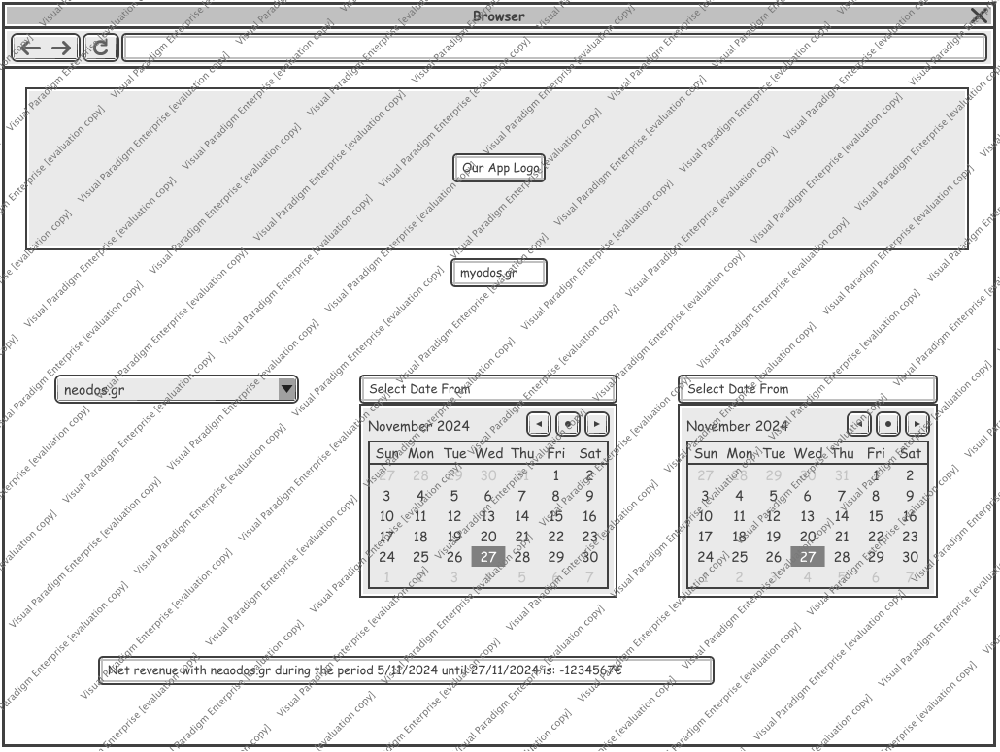 Browser
Our App Logo
myodos.gr
neodos.gr
Select Date From
November 2024
Sun Mon Tue Wed Thu Fri Sat
27 28 29 30 31 1 2
3 4 5 6 7 8 9
10 11 12 13 14 15 16
17 18 19 20 21 22 23
24 25 26 27 28 29 30
1 2 3 4 5 6 7
Select Date From
November 2024
Sun Mon Tue Wed Thu Fri Sat
27 28 29 30 31 1 2
3 4 5 6 7 8 9
10 11 12 13 14 15 16
17 18 19 20 21 22 23
24 25 26 27 28 29 30
1 2 3 4 5 6 7
Net revenue with neaodos.gr during the period 5/11/2024 until 27/11/2024 is: -1234567€
Visual Paradigm Enterprise [evaluation copy]